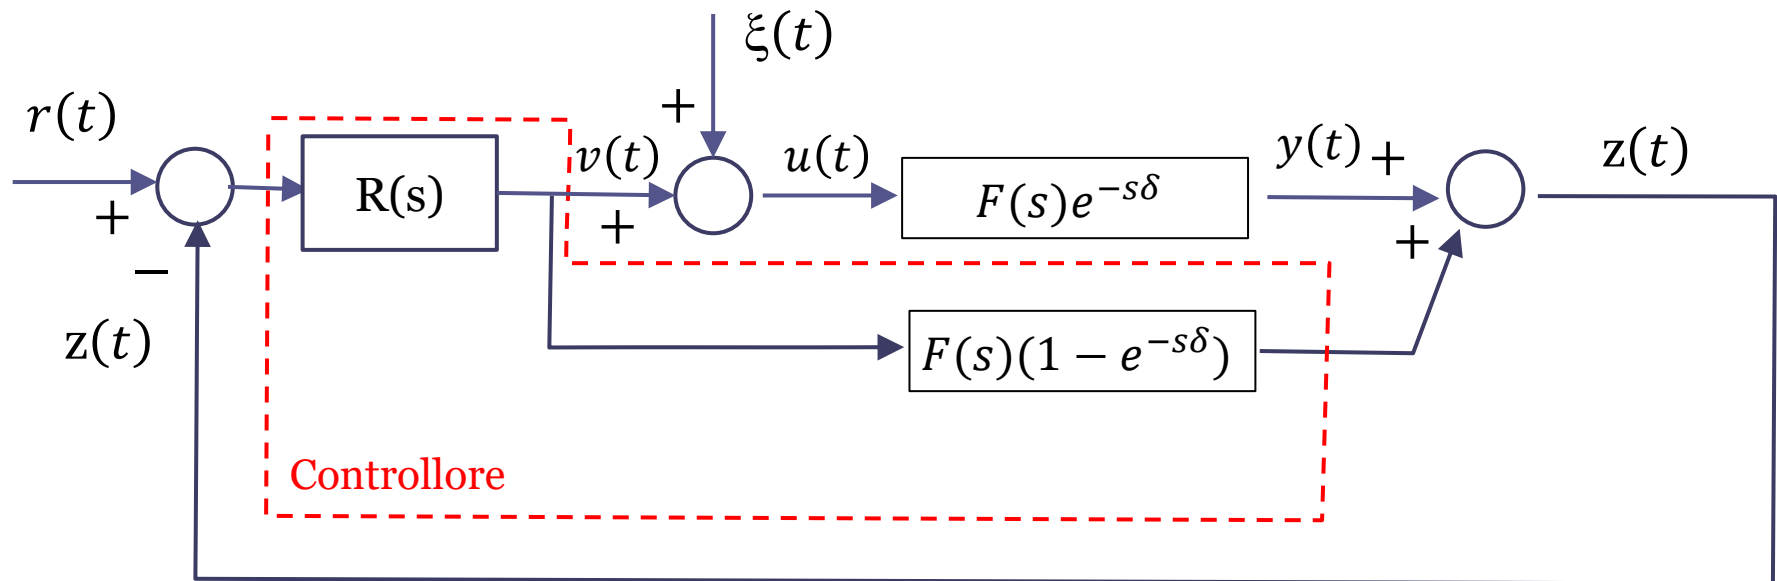 ξ(t)
r(t)
+
v(t)
u(t)
y(t)
+
z(t)
R(s)
F(s)e^{−sδ}
+
+
+
−
z(t)
F(s)(1 − e^{−sδ})
Controllore